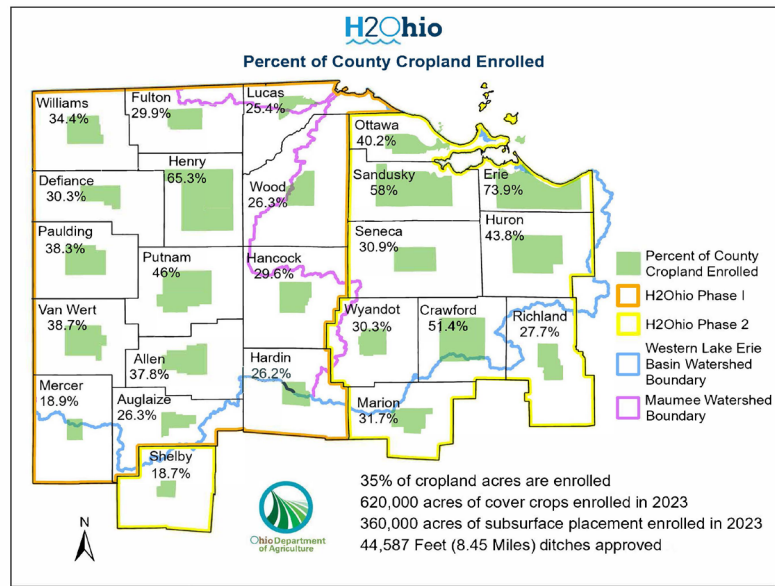 H2Ohio
Percent of County Cropland Enrolled
Williams
34.4%
Fulton
29.9%
Lucas
25.4%
Henry
65.3%
Defiance
30.3%
Wood
26.3%
Ottawa
40.2%
Sandusky
58%
Erie
73.9%
Paulding
38.3%
Putnam
46%
Hancock
29.6%
Seneca
30.9%
Huron
43.8%
Van Wert
38.7%
Allen
37.8%
Hardin
26.2%
Wyandot
30.3%
Crawford
51.4%
Richland
27.7%
Mercer
18.9%
Auglaize
26.3%
Marion
31.7%
Shelby
18.7%
Percent of County
Cropland Enrolled
H2Ohio Phase I
H2Ohio Phase 2
Western Lake Erie
Basin Watershed
Boundary
Maumee Watershed
Boundary
N
Ohio Department
of Agriculture
35% of cropland acres are enrolled
620,000 acres of cover crops enrolled in 2023
360,000 acres of subsurface placement enrolled in 2023
44,587 Feet (8.45 Miles) ditches approved